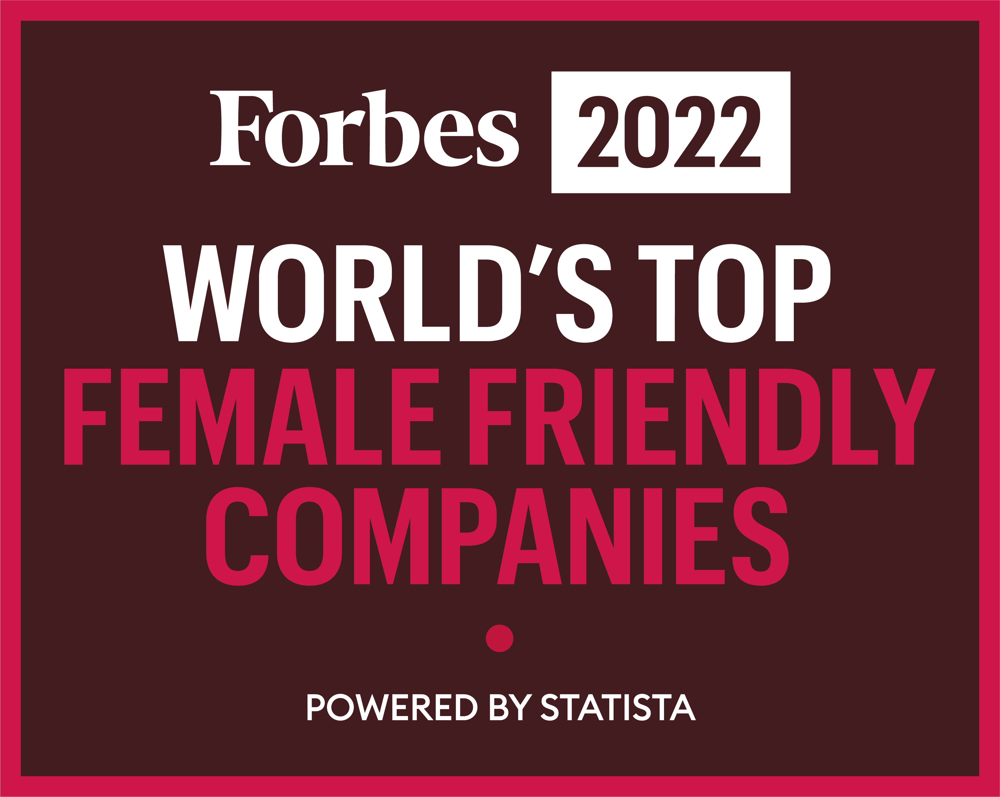 Forbes 2022
WORLD'S TOP
FEMALE FRIENDLY
COMPANIES
POWERED BY STATISTA